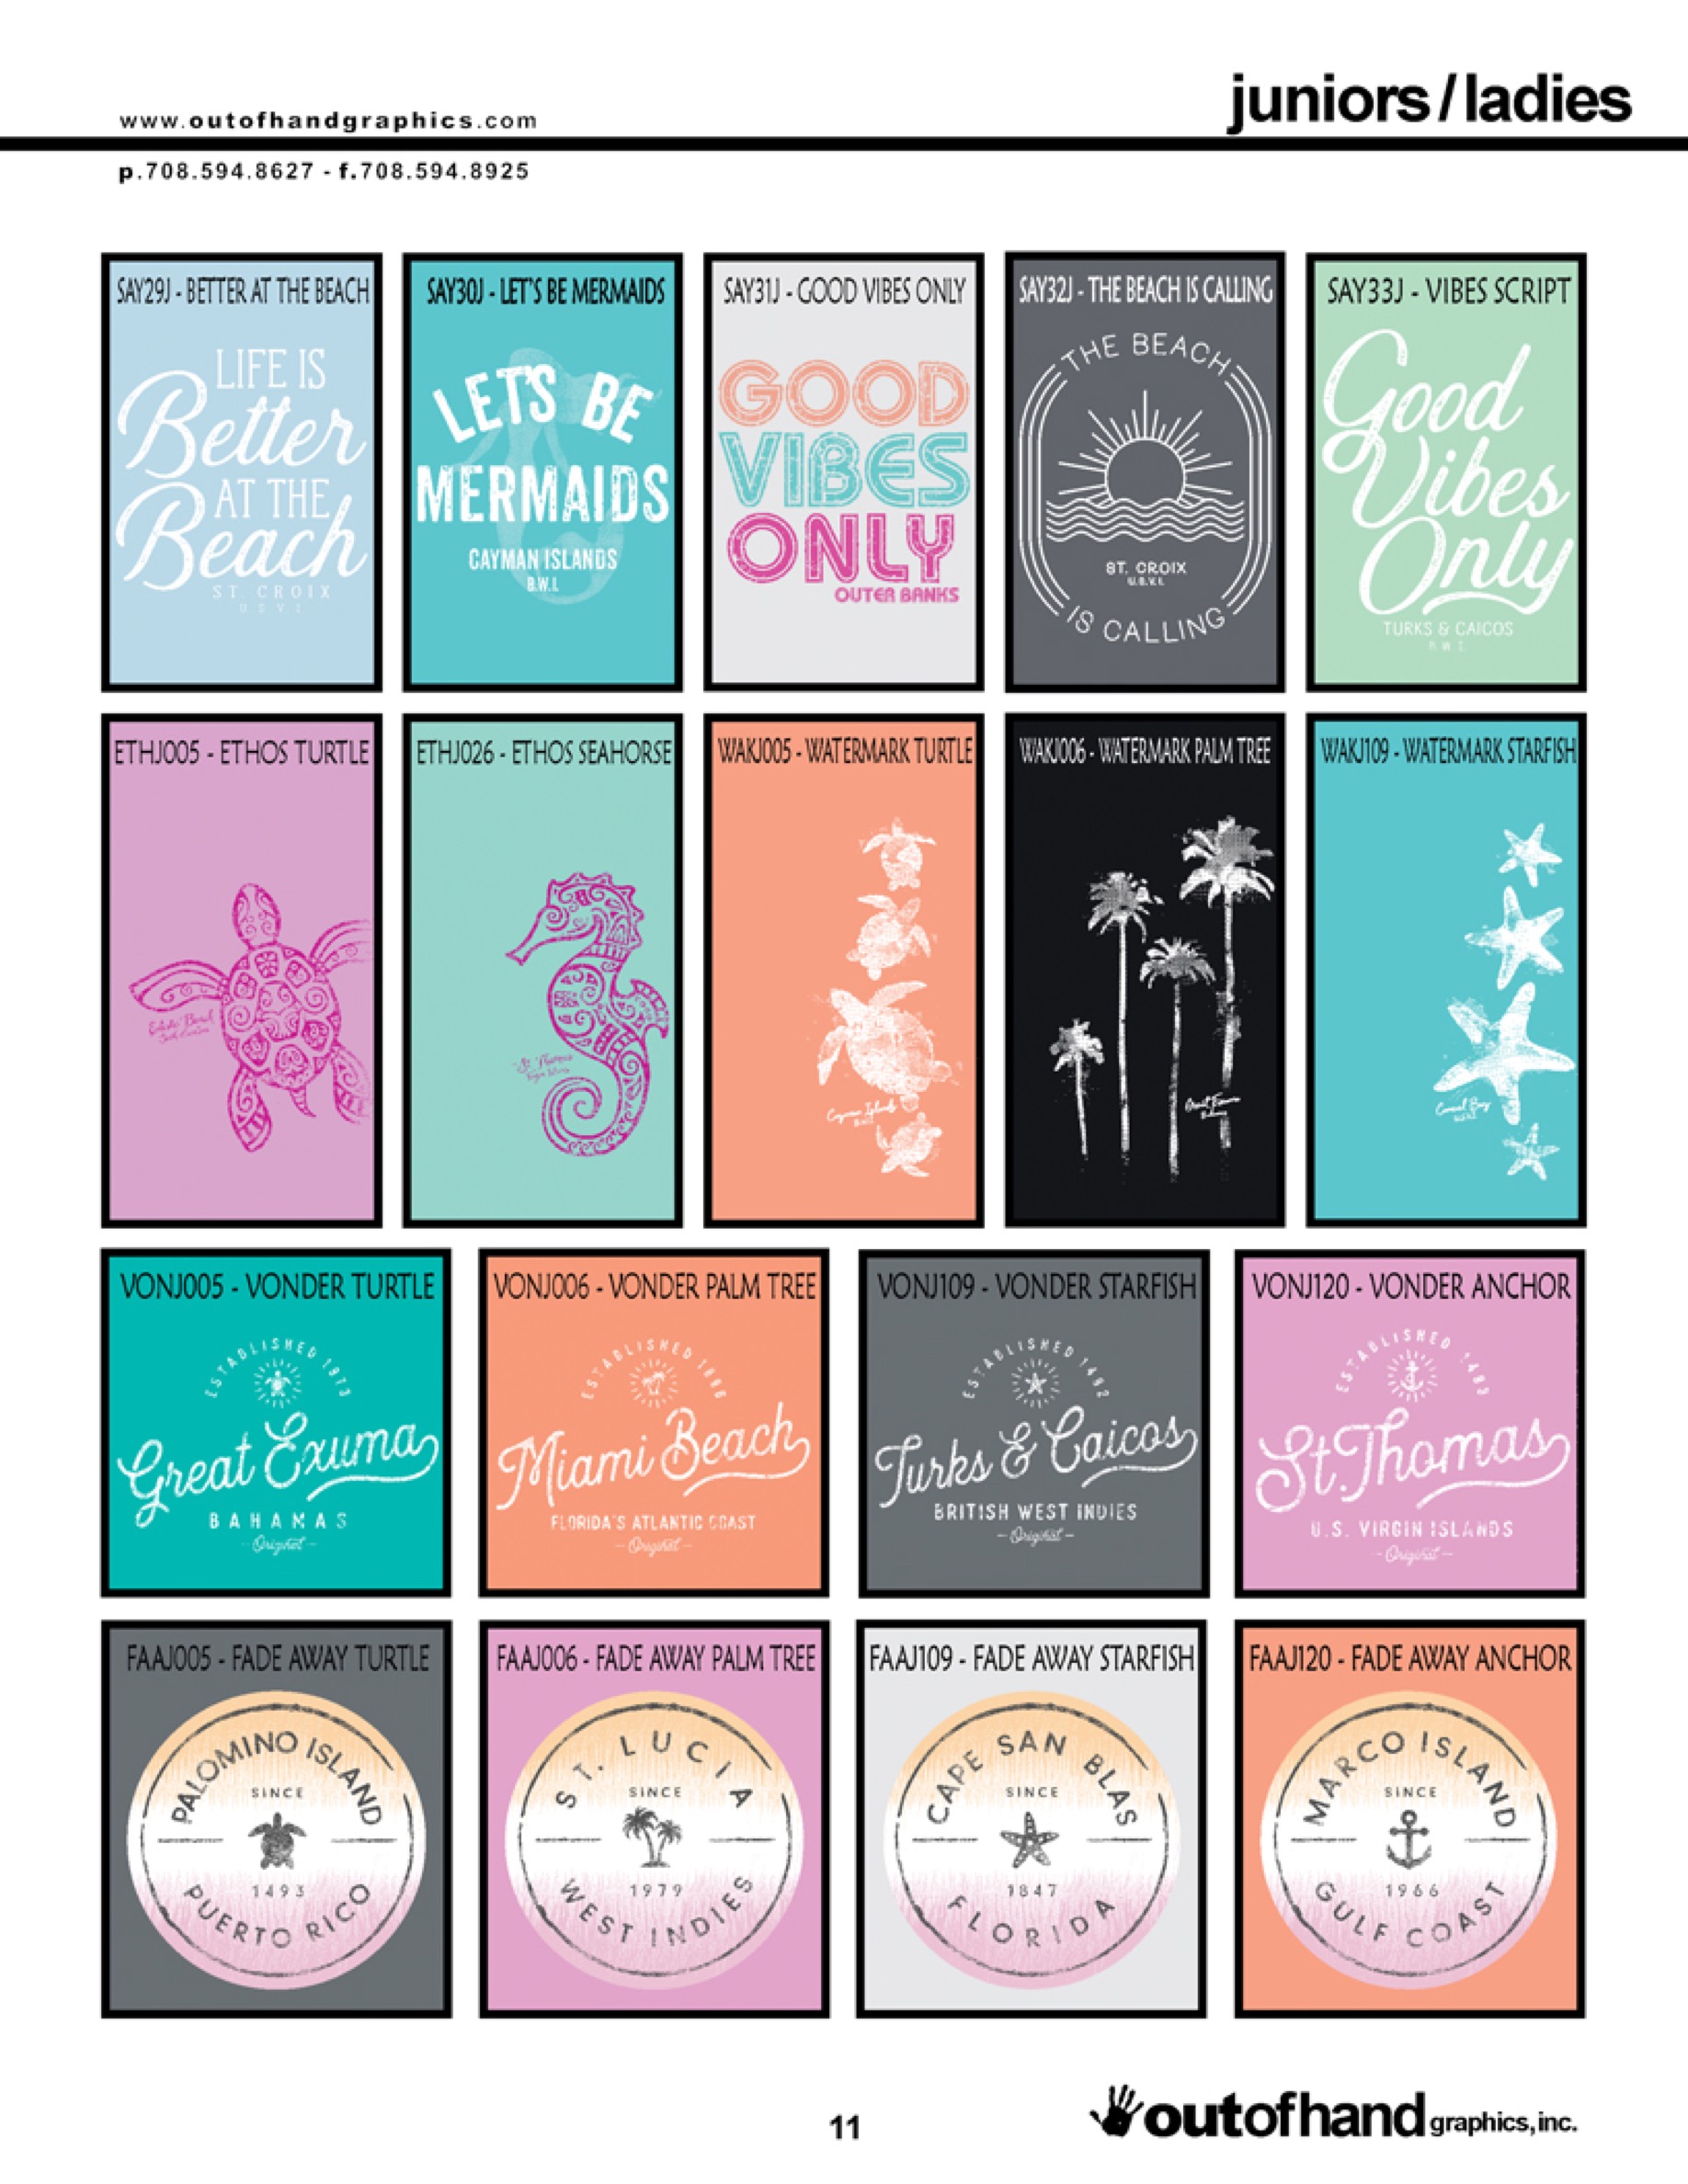 www.outofhandgraphics.com
juniors/ladies
p.708.594.8627 - f.708.594.8925
SAY29J - BETTER AT THE BEACH
LIFE IS
Better
AT THE
Beach
ST. CROIX
U S V I
SAY30J - LET'S BE MERMAIDS
LET'S BE
MERMAIDS
CAYMAN ISLANDS
B.W.I.
SAY31J - GOOD VIBES ONLY
GOOD
VIBES
ONLY
OUTER BANKS
SAY32J - THE BEACH IS CALLING
THE BEACH
ST. CROIX
U.S.V.I.
IS CALLING
SAY33J - VIBES SCRIPT
Good
Vibes
Only
TURKS & CAICOS
B W I
ETHJ005 - ETHOS TURTLE
ETHJ026 - ETHOS SEAHORSE
St. Thomas
Virgin Islands
WAKJ005 - WATERMARK TURTLE
Cayman Islands
WAKJ006 - WATERMARK PALM TREE
WAKJ109 - WATERMARK STARFISH
Coral Bay
VONJ005 - VONDER TURTLE
ESTABLISHED 1973
Great Exuma
BAHAMAS
- Original -
VONJ006 - VONDER PALM TREE
ESTABLISHED
Miami Beach
FLORIDA'S ATLANTIC COAST
- Original -
VONJ109 - VONDER STARFISH
ESTABLISHED 1492
Turks & Caicos
BRITISH WEST INDIES
- Original -
VONJ120 - VONDER ANCHOR
ESTABLISHED 1493
St.Thomas
U.S. VIRGIN ISLANDS
- Original -
FAAJ005 - FADE AWAY TURTLE
PALOMINO ISLAND
SINCE
1493
PUERTO RICO
FAAJ006 - FADE AWAY PALM TREE
ST. LUCIA
SINCE
1979
WEST INDIES
FAAJ109 - FADE AWAY STARFISH
CAPE SAN BLAS
SINCE
1847
FLORIDA
FAAJ120 - FADE AWAY ANCHOR
MARCO ISLAND
SINCE
1966
GULF COAST
11
outofhand graphics, inc.